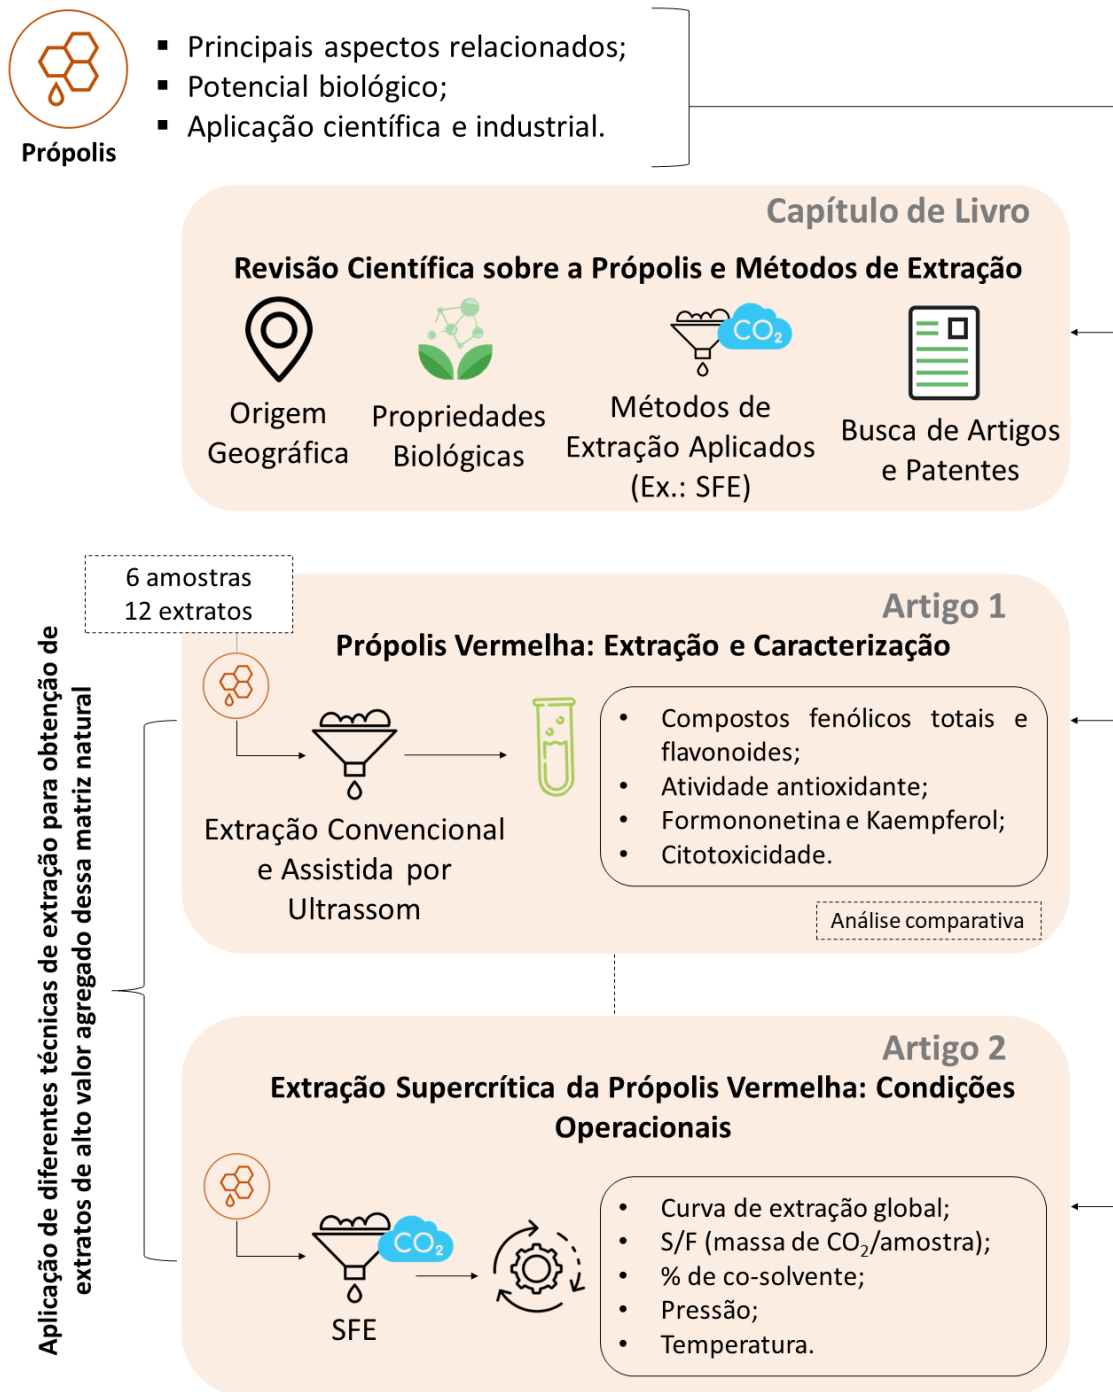 Própolis
▪ Principais aspectos relacionados;
▪ Potencial biológico;
▪ Aplicação científica e industrial.
Capítulo de Livro
Revisão Científica sobre a Própolis e Métodos de Extração
Origem
Geográfica
Propriedades
Biológicas
CO₂
Métodos de
Extração Aplicados
(Ex.: SFE)
Busca de Artigos
e Patentes
Aplicação de diferentes técnicas de extração para obtenção de
extratos de alto valor agregado dessa matriz natural
6 amostras
12 extratos
Artigo 1
Própolis Vermelha: Extração e Caracterização
Extração Convencional
e Assistida por
Ultrassom
• Compostos fenólicos totais e
flavonoides;
• Atividade antioxidante;
• Formononetina e Kaempferol;
• Citotoxicidade.
Análise comparativa
Artigo 2
Extração Supercrítica da Própolis Vermelha: Condições
Operacionais
CO₂
SFE
• Curva de extração global;
• S/F (massa de CO₂/amostra);
• % de co-solvente;
• Pressão;
• Temperatura.